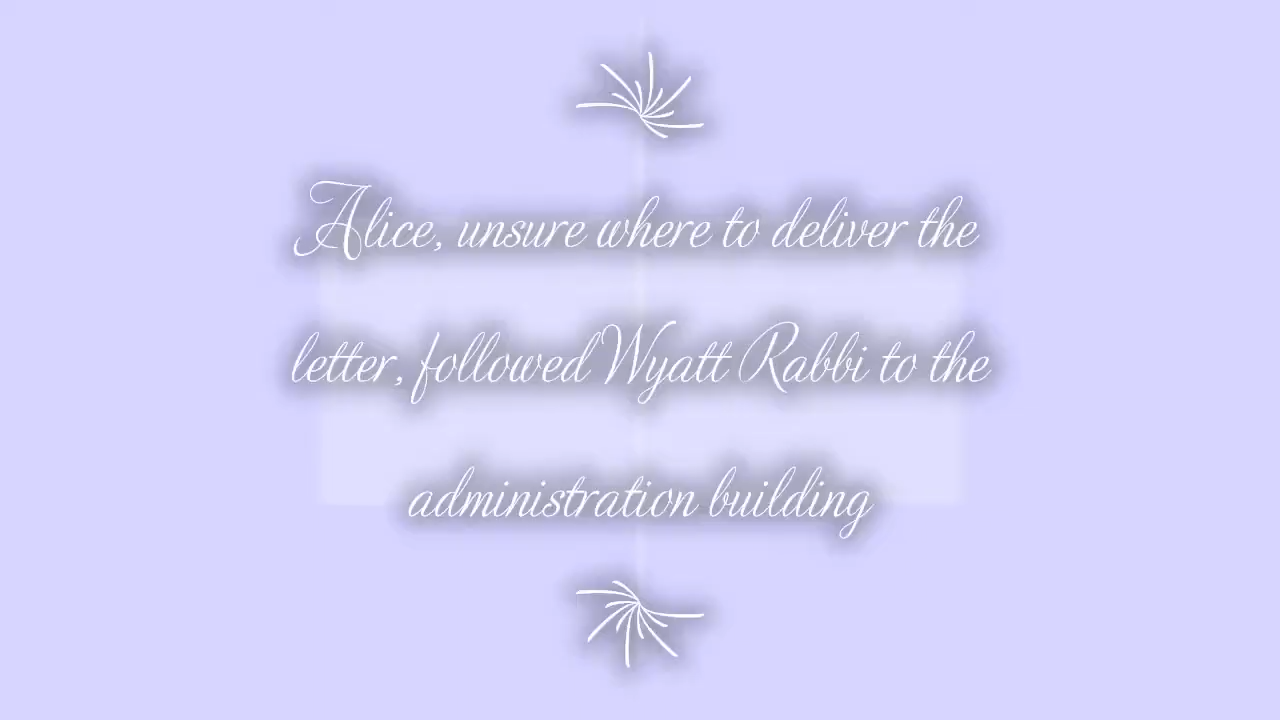 Alice, unsure where to deliver the
letter, followed Wyatt Rabbi to the
administration building